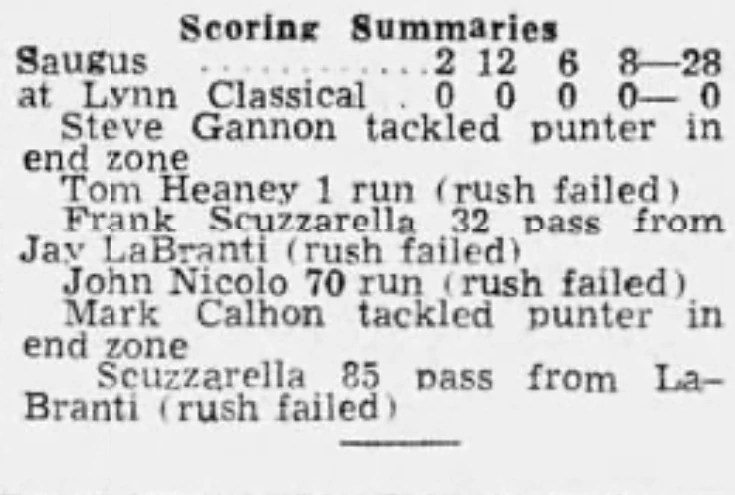 Scoring Summaries
Saugus ............. 2 12 6 8—28
at Lynn Classical . 0 0 0 0— 0
Steve Gannon tackled punter in
end zone
Tom Heaney 1 run (rush failed)
Frank Scuzzarella 32 pass from
Jay LaBranti (rush failed)
John Nicolo 70 run (rush failed)
Mark Calhon tackled punter in
end zone
Scuzzarella 85 pass from La-
Branti (rush failed)